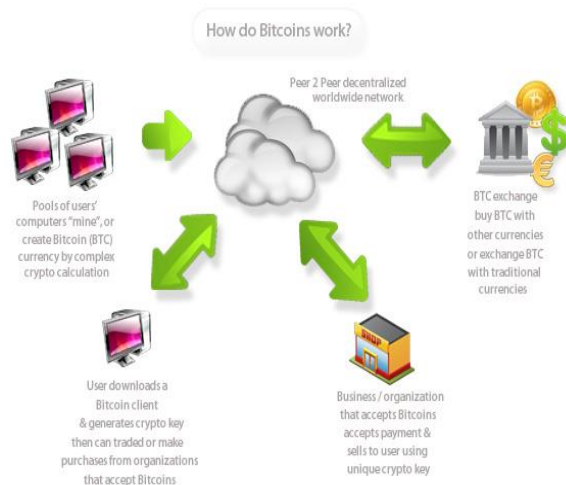 How do Bitcoins work?
Peer 2 Peer decentralized
worldwide network
Pools of users'
computers "mine", or
create Bitcoin (BTC)
currency by complex
crypto calculation
BTC exchange
buy BTC with
other currencies
or exchange BTC
with traditional
currencies
User downloads a
Bitcoin client
& generates crypto key
then can traded or make
purchases from organizations
that accept Bitcoins
SHOP
Business / organization
that accepts Bitcoins
accepts payment &
sells to user using
unique crypto key